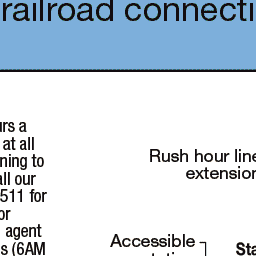 railroad connecti
urs a
at all
ning to
all our
511 for
or
agent
s (6AM
Rush hour line
extension
Accessible
Sta